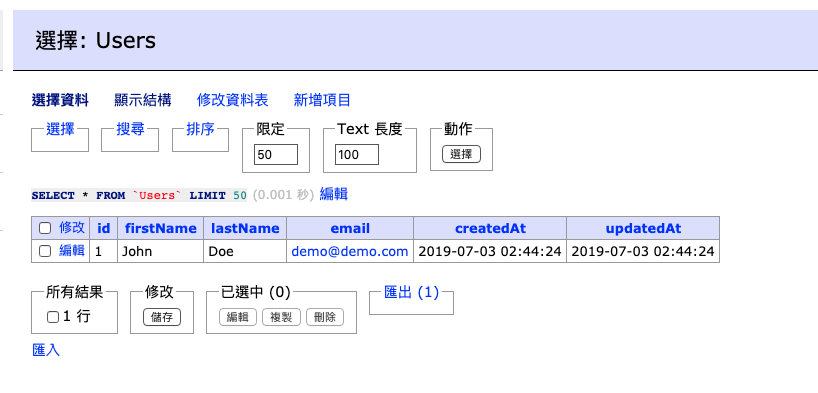 選擇: Users
選擇資料 顯示結構 修改資料表 新增項目
選擇 搜尋 排序 限定 Text 長度 動作
50 100 選擇
SELECT * FROM `Users` LIMIT 50 (0.001 秒) 編輯
修改 id firstName lastName email createdAt updatedAt
編輯 1 John Doe demo@demo.com 2019-07-03 02:44:24 2019-07-03 02:44:24
所有結果 修改 已選中 (0) 匯出 (1)
1 行 儲存 編輯 複製 刪除
匯入